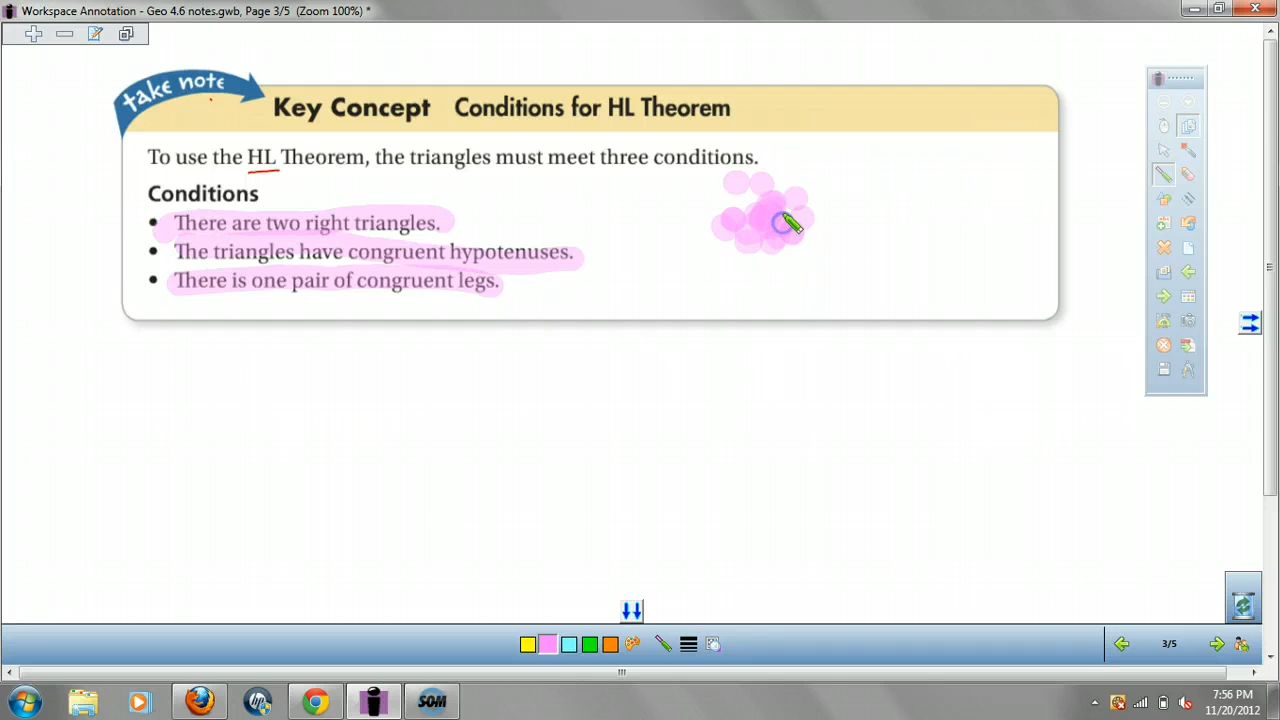 Workspace Annotation - Geo 4.6 notes.gwb, Page 3/5 (Zoom 100%) *
take note
Key Concept Conditions for HL Theorem
To use the HL Theorem, the triangles must meet three conditions.
Conditions
• There are two right triangles.
• The triangles have congruent hypotenuses.
• There is one pair of congruent legs.
3/5
hp
SOM
7:56 PM
11/20/2012